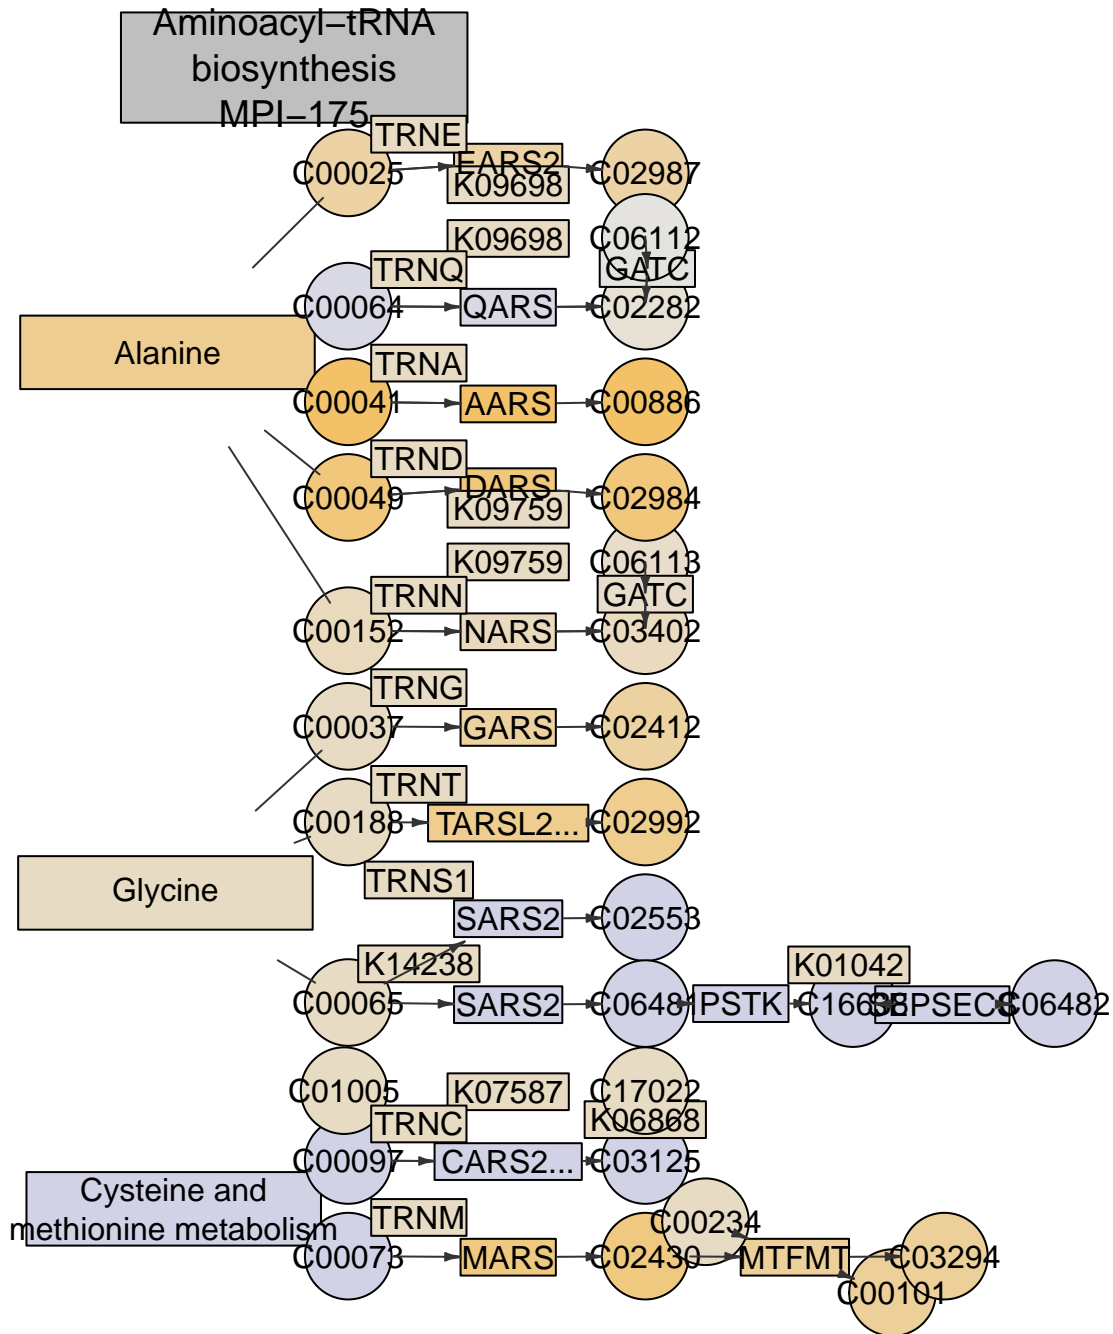 Aminoacyl−tRNA
biosynthesis
MPI−175
TRNE
C00025
EARS2
C02987
K09698
K09698
C06112
TRNQ
GATC
C00064
QARS
C02282
Alanine
TRNA
C00041
AARS
C00886
TRND
C00049
DARS
C02984
K09759
K09759
C06113
TRNN
GATC
C00152
NARS
C03402
TRNG
C00037
GARS
C02412
TRNT
C00188
TARSL2...
C02992
Glycine
TRNS1
SARS2
C02553
K14238
K01042
C00065
SARS2
C06481
PSTK
SEPSECS
C06482
C01005
K07587
C17022
TRNC
K06868
C00097
CARS2...
C03125
Cysteine and
methionine metabolism
TRNM
C00234
C00073
MARS
C02430
MTFMT
C03294
C00101